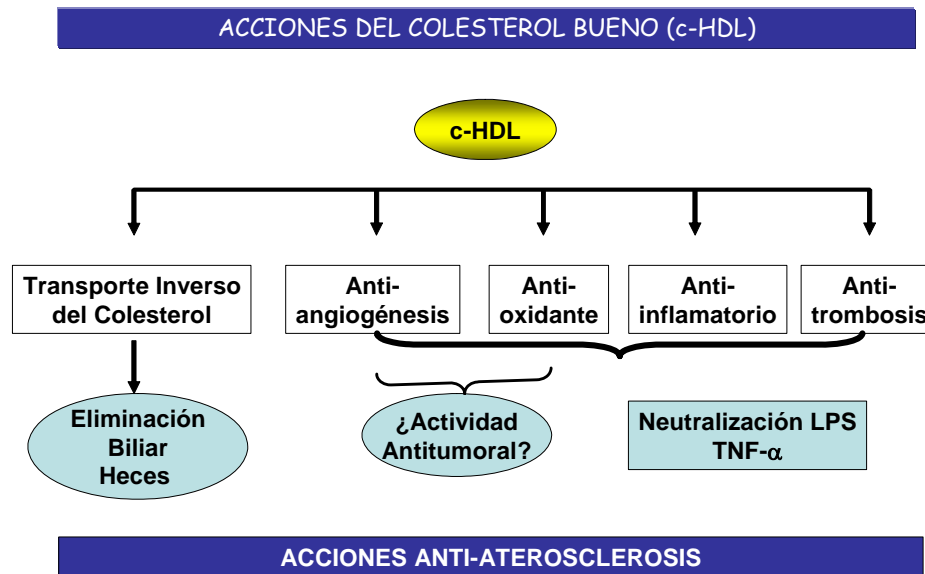 ACCIONES DEL COLESTEROL BUENO (c-HDL)
c-HDL
Transporte Inverso
del Colesterol
Anti-
angiogénesis
Anti-
oxidante
Anti-
inflamatorio
Anti-
trombosis
Eliminación
Biliar
Heces
¿Actividad
Antitumoral?
Neutralización LPS
TNF-α
ACCIONES ANTI-ATEROSCLEROSIS